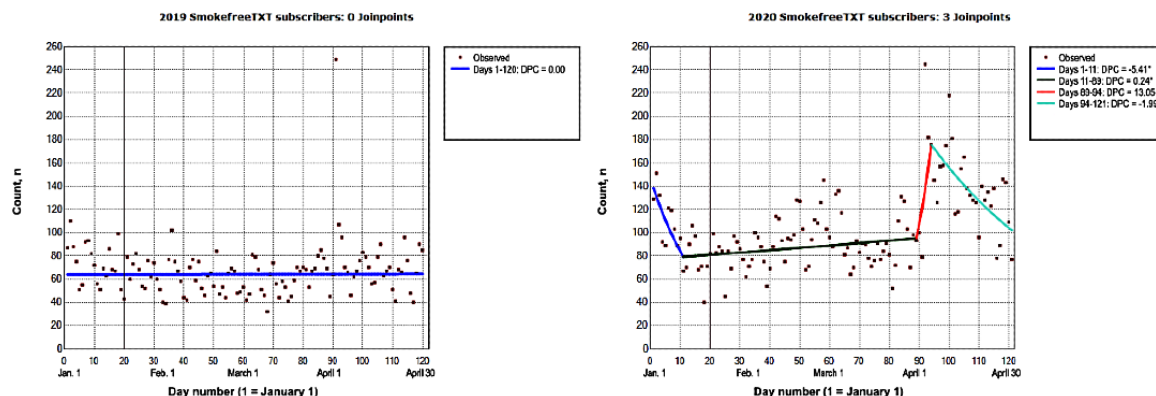 2019 SmokefreeTXT subscribers: 0 Joinpoints
260
240
220
200
180
160
140
120
100
80
60
40
20
0
Count, n
0 10 20 30 40 50 60 70 80 90 100 110 120
Jan. 1 Feb. 1 March 1 April 1 April 30
Day number (1 = January 1)
Observed
Days 1-120: DPC = 0.00
2020 SmokefreeTXT subscribers: 3 Joinpoints
260
240
220
200
180
160
140
120
100
80
60
40
20
0
Count, n
0 10 20 30 40 50 60 70 80 90 100 110 120
Jan. 1 Feb. 1 March 1 April 1 April 30
Day number (1 = January 1)
Observed
Days 1-11: DPC = -5.41*
Days 11-89: DPC = 0.24*
Days 89-94: DPC = 13.05
Days 94-121: DPC = -1.99